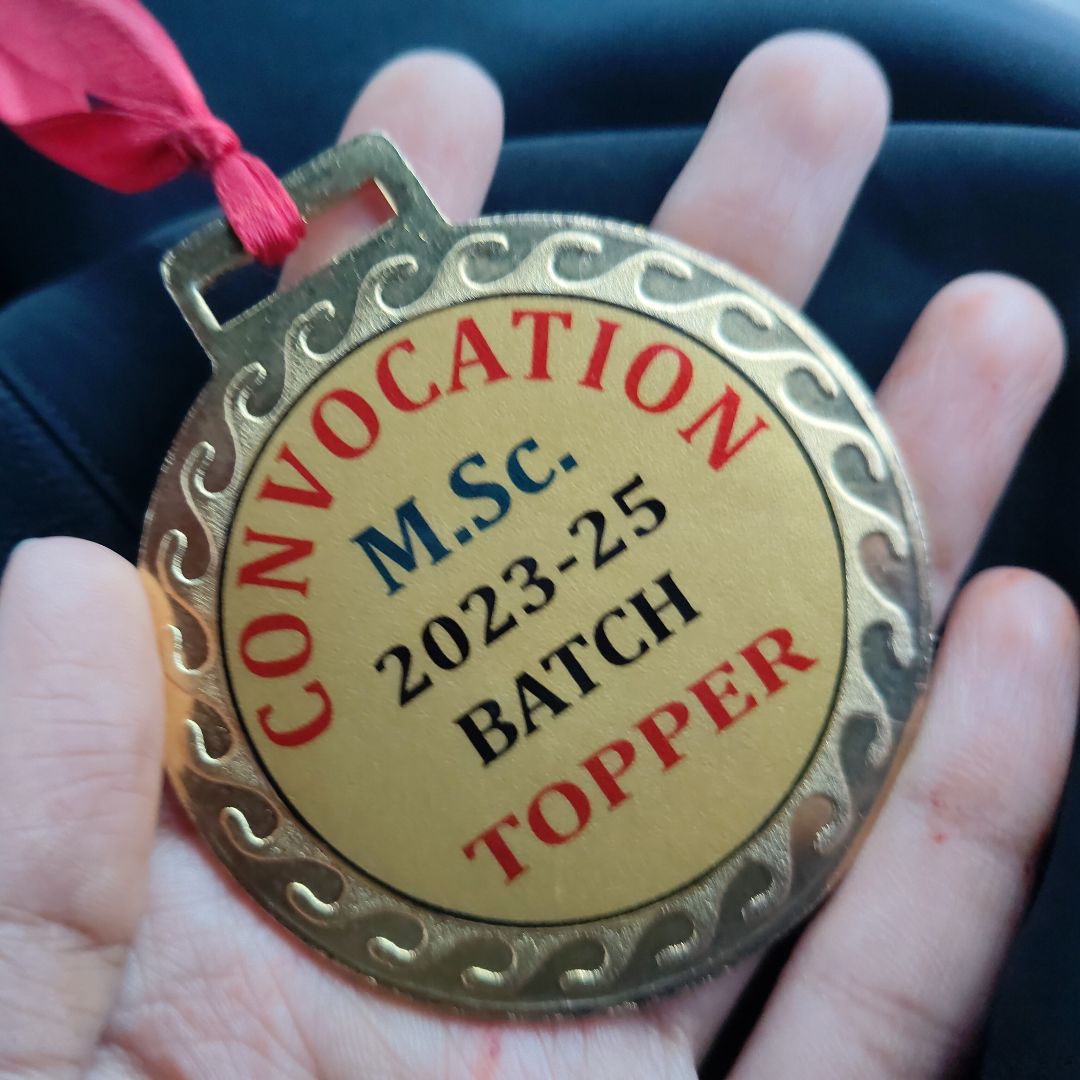 CONVOCATION
M.Sc.
2023-25
BATCH
TOPPER